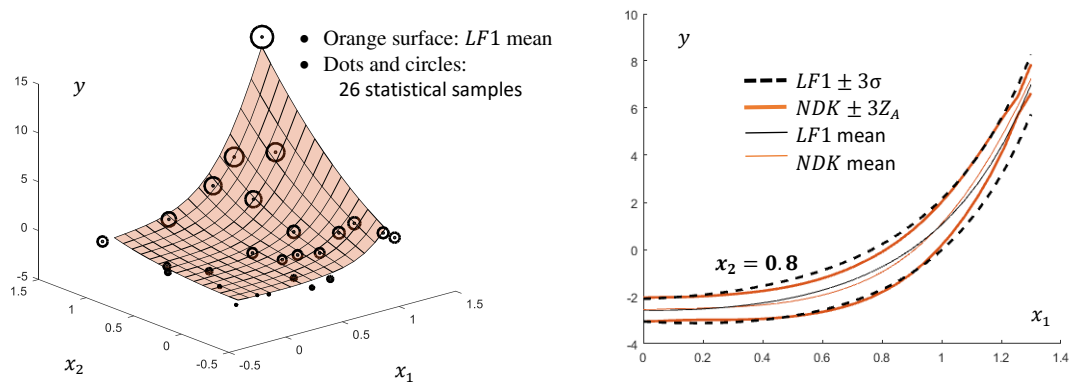 • Orange surface: LF1 mean
• Dots and circles:
26 statistical samples
y
15
10
5
0
-5
1.5
1
0.5
0
-0.5
x₂
-0.5
0
0.5
1
1.5
x₁
y
10
8
6
4
2
0
-2
-4
LF1 ± 3σ
NDK ± 3Z_A
LF1 mean
NDK mean
x₂ = 0.8
x₁
0 0.2 0.4 0.6 0.8 1 1.2 1.4